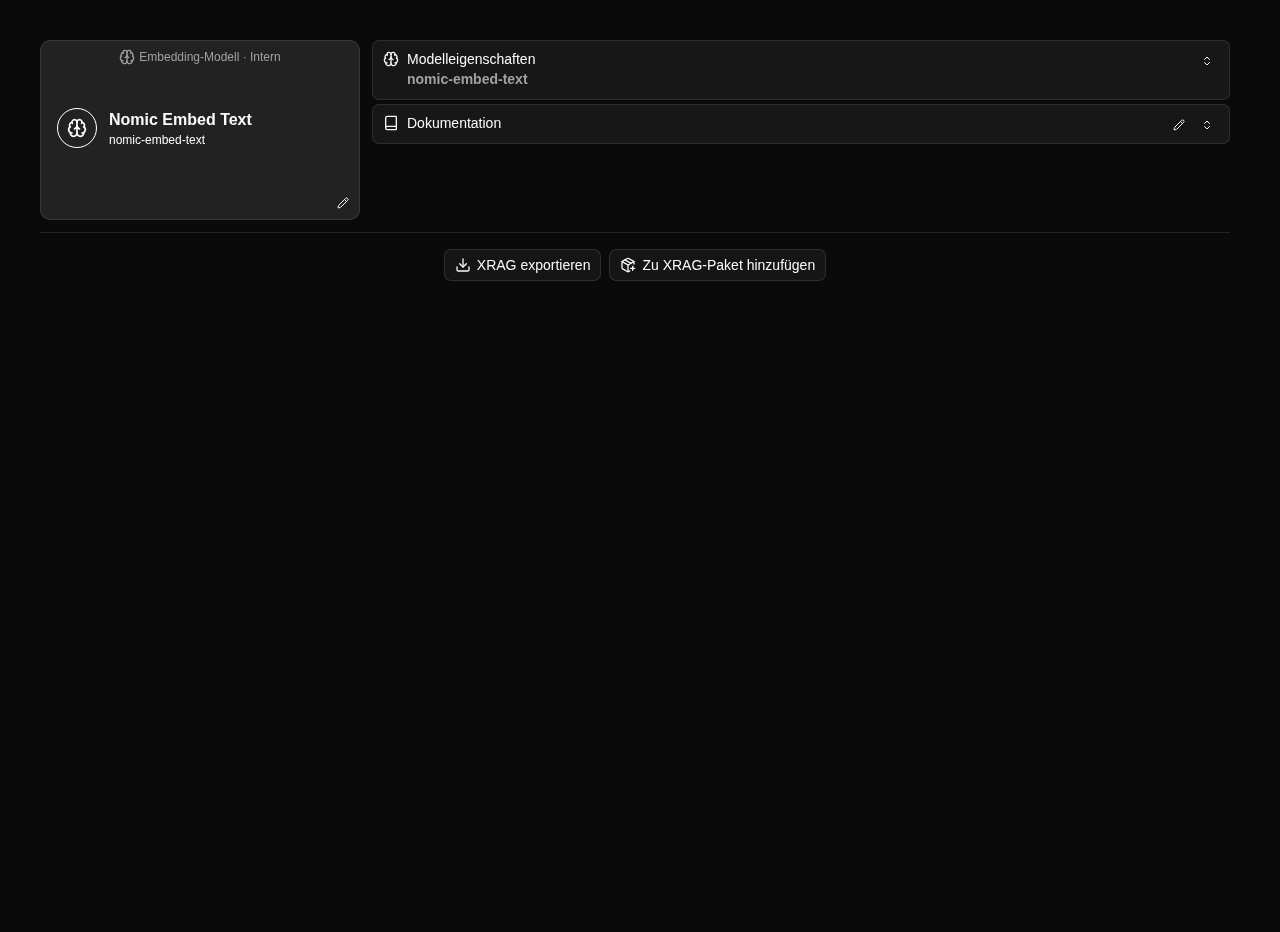 Embedding-Modell · Intern
Nomic Embed Text
nomic-embed-text
Modelleigenschaften
nomic-embed-text
Dokumentation
XRAG exportieren
Zu XRAG-Paket hinzufügen